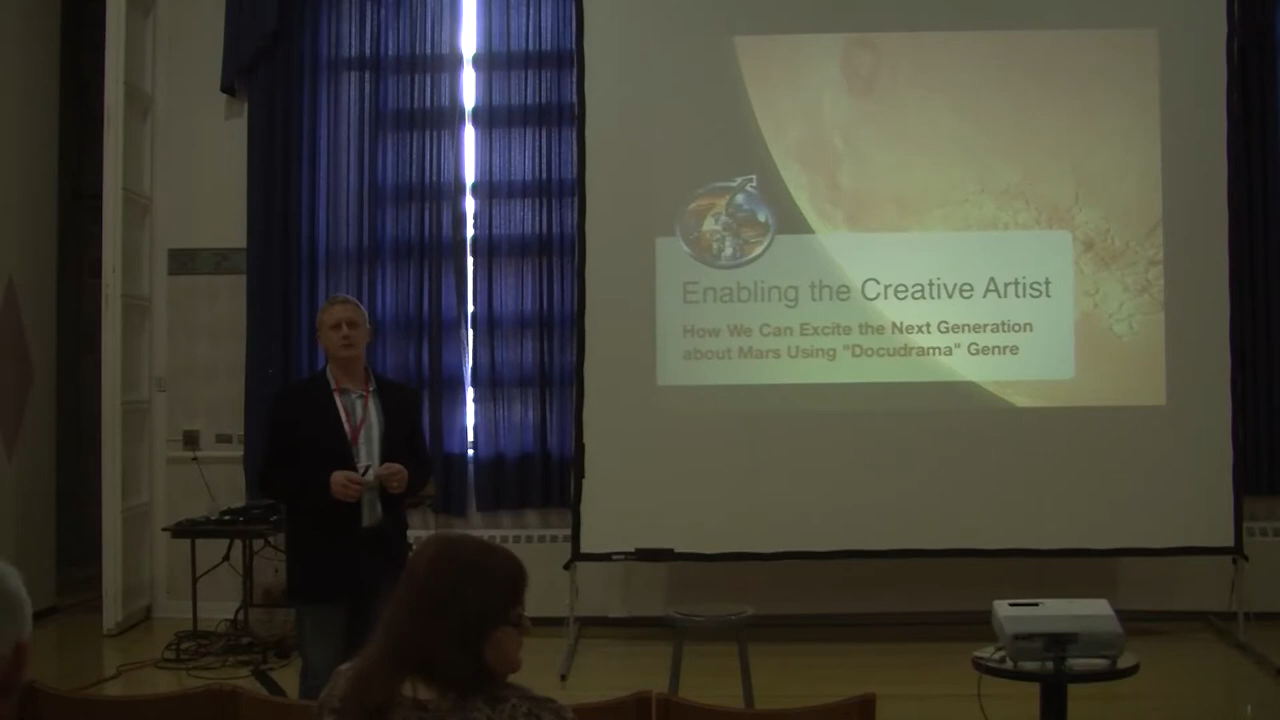 Enabling the Creative Artist
How We Can Excite the Next Generation
about Mars Using "Docudrama" Genre